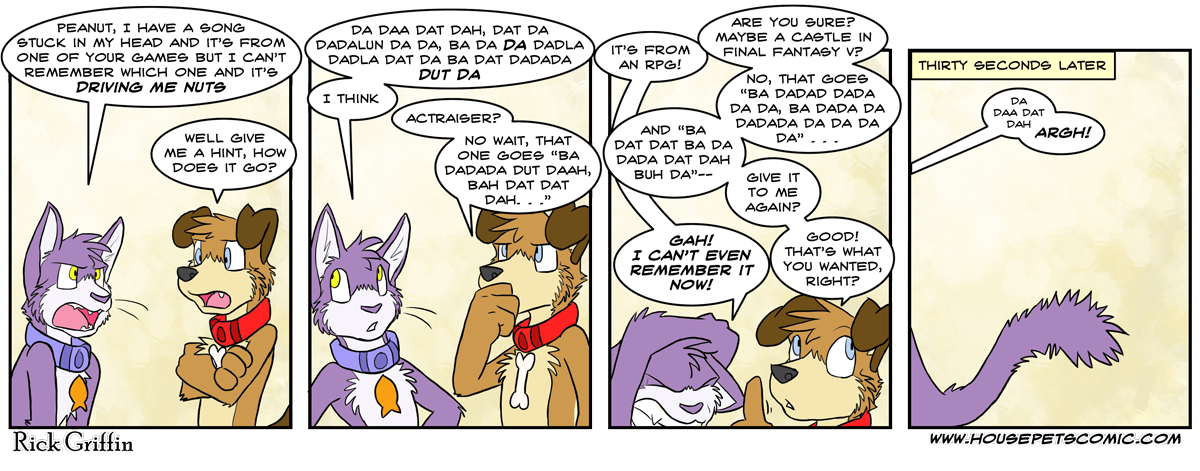 PEANUT, I HAVE A SONG
STUCK IN MY HEAD AND IT'S FROM
ONE OF YOUR GAMES BUT I CAN'T
REMEMBER WHICH ONE AND IT'S
DRIVING ME NUTS
WELL GIVE
ME A HINT, HOW
DOES IT GO?
DA DAA DAT DAH, DAT DA
DADALUN DA DA, BA DA DA DADLA
DADLA DAT DA BA DAT DADADA
DUT DA
I THINK
ACTRAISER?
NO WAIT, THAT
ONE GOES "BA
DADADA DUT DAAH,
BAH DAT DAT
DAH. . ."
IT'S FROM
AN RPG!
ARE YOU SURE?
MAYBE A CASTLE IN
FINAL FANTASY V?
NO, THAT GOES
"BA DADAD DADA
DA DA, BA DADA DA
DADADA DA DA DA
DA" . . .
AND "BA
DAT DAT BA DA
DADA DAT DAH
BUH DA"--
GIVE IT
TO ME
AGAIN?
GAH!
I CAN'T EVEN
REMEMBER IT
NOW!
GOOD!
THAT'S WHAT
YOU WANTED,
RIGHT?
THIRTY SECONDS LATER
DA
DAA DAT
DAH
ARGH!
Rick Griffin
WWW.HOUSEPETSCOMIC.COM